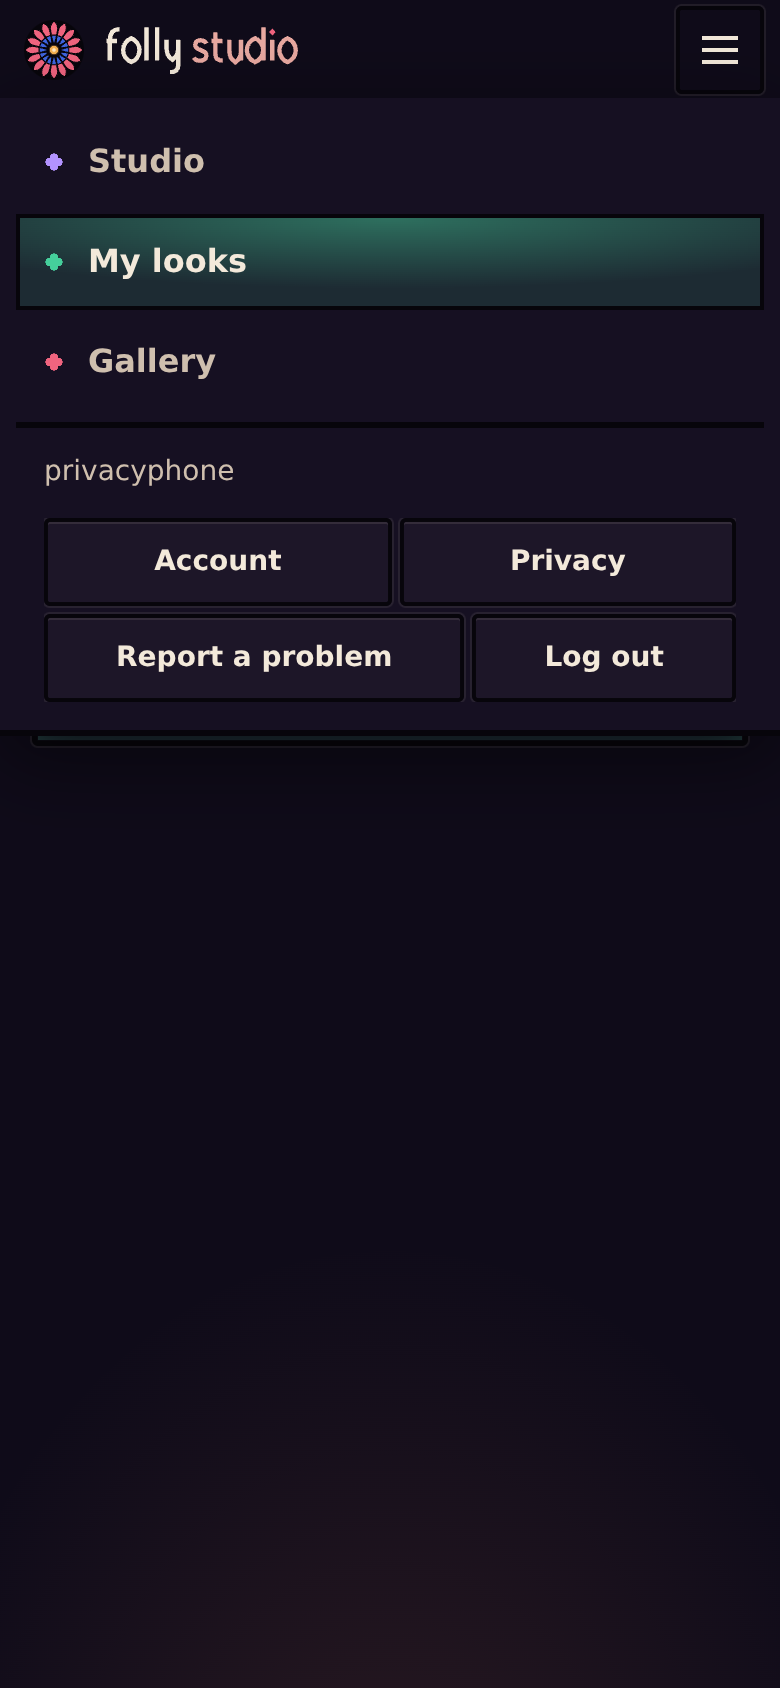 folly studio
Studio
My looks
Gallery
privacyphone
Account Privacy
Report a problem Log out